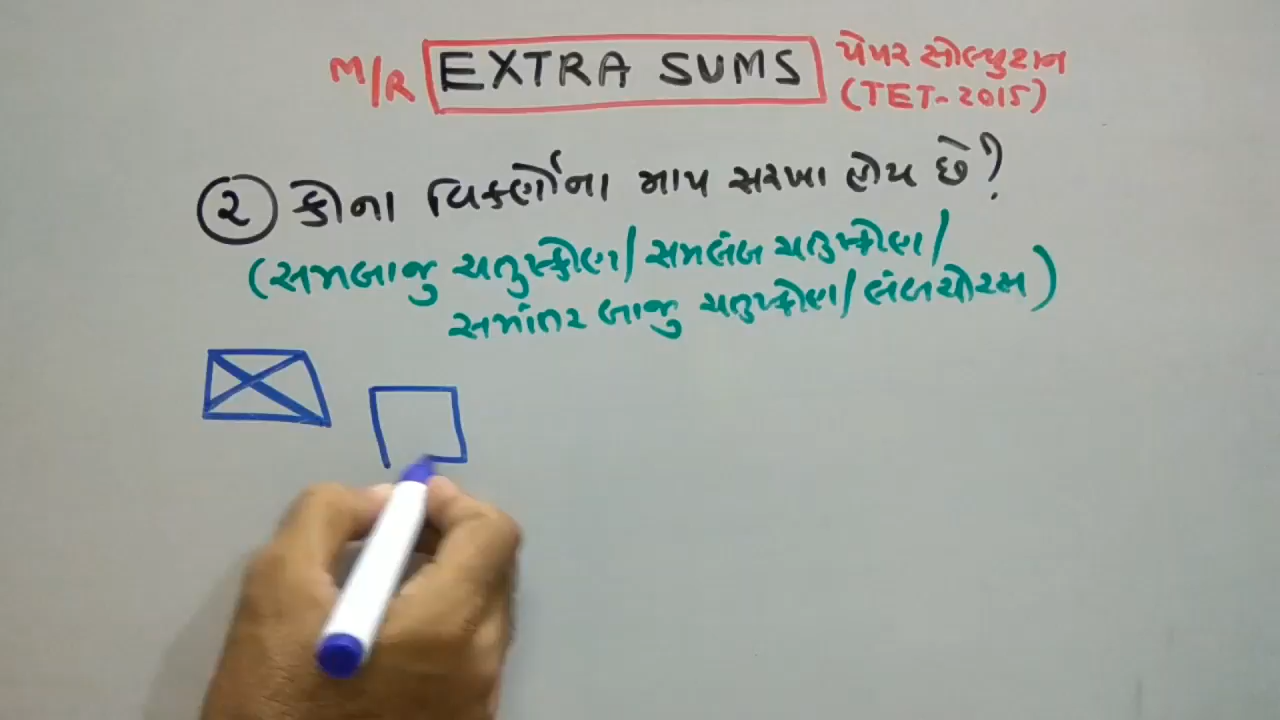 M/R EXTRA SUMS પેપર સોલ્યુશન
(TET-2015)
૨ કોના વિકર્ણોના માપ સરખા હોય છે?
(સમબાજુ ચતુષ્કોણ/સમલંબ ચતુષ્કોણ/
સમાંતર બાજુ ચતુષ્કોણ/લંબચોરસ)